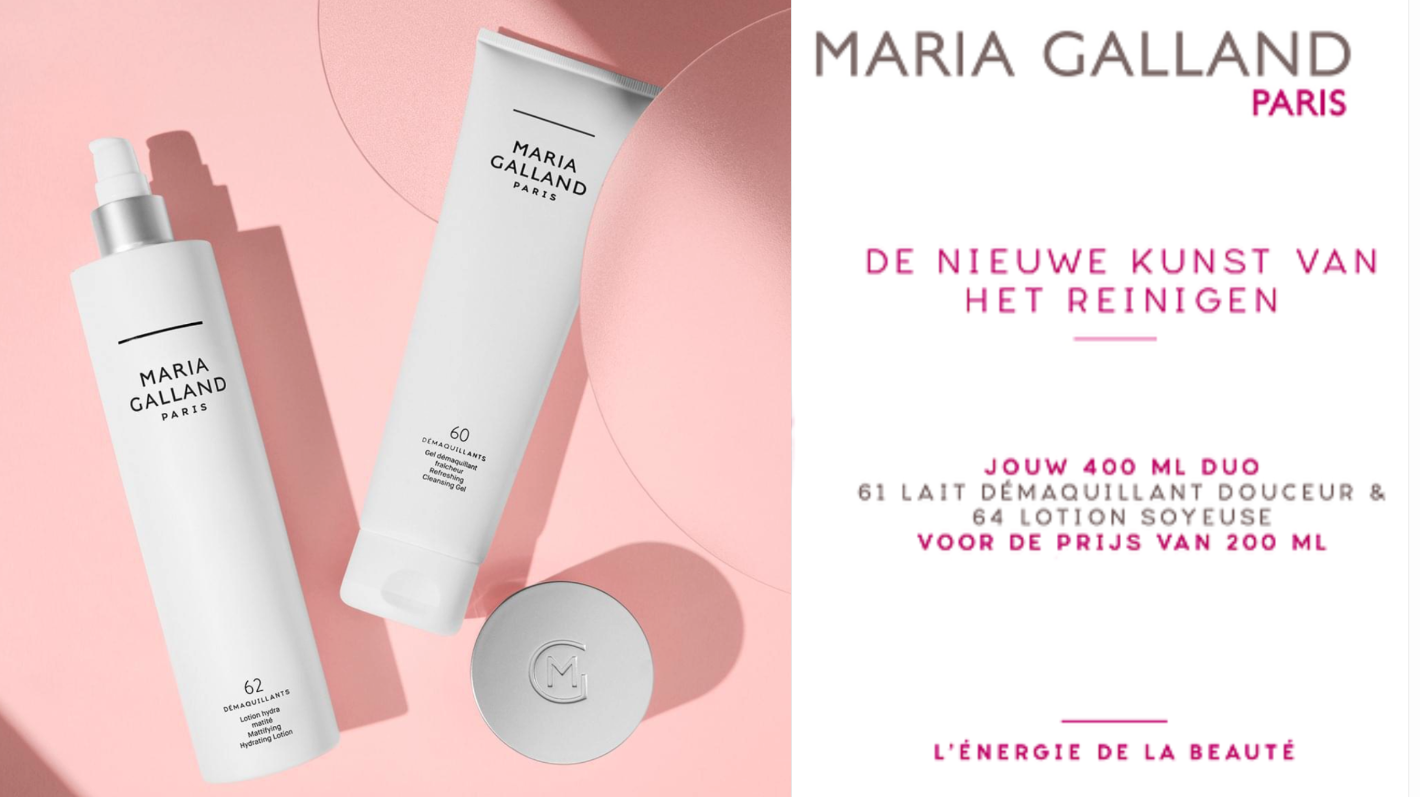 MARIA
GALLAND
PARIS
62
DÉMAQUILLANTS
Lotion hydra
matité
Mattifying
Hydrating Lotion
MARIA
GALLAND
PARIS
60
DÉMAQUILLANTS
Gel démaquillant
fraîcheur
Refreshing
Cleansing Gel
MG
MARIA GALLAND
PARIS
DE NIEUWE KUNST VAN
HET REINIGEN
JOUW 400 ML DUO
61 LAIT DÉMAQUILLANT DOUCEUR &
64 LOTION SOYEUSE
VOOR DE PRIJS VAN 200 ML
L'ÉNERGIE DE LA BEAUTÉ